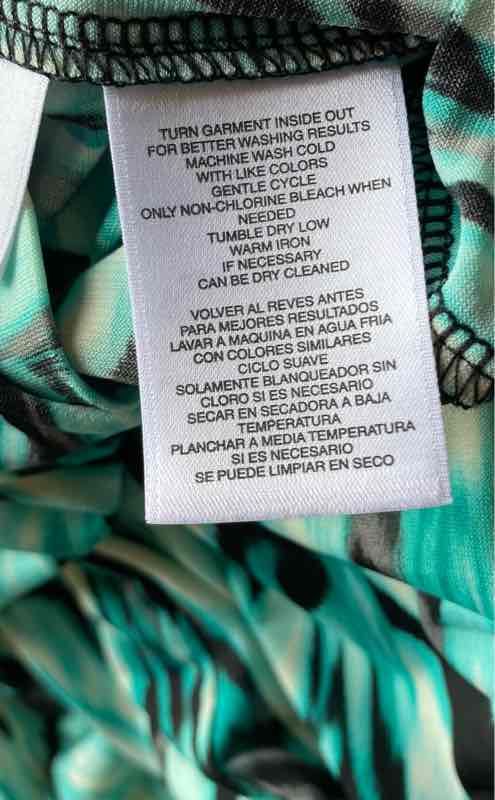 TURN GARMENT INSIDE OUT
FOR BETTER WASHING RESULTS
MACHINE WASH COLD
WITH LIKE COLORS
GENTLE CYCLE
ONLY NON-CHLORINE BLEACH WHEN
NEEDED
TUMBLE DRY LOW
WARM IRON
IF NECESSARY
CAN BE DRY CLEANED
VOLVER AL REVES ANTES
PARA MEJORES RESULTADOS
LAVAR A MAQUINA EN AGUA FRIA
CON COLORES SIMILARES
CICLO SUAVE
SOLAMENTE BLANQUEADOR SIN
CLORO SI ES NECESARIO
SECAR EN SECADORA A BAJA
TEMPERATURA
PLANCHAR A MEDIA TEMPERATURA
SI ES NECESARIO
SE PUEDE LIMPIAR EN SECO